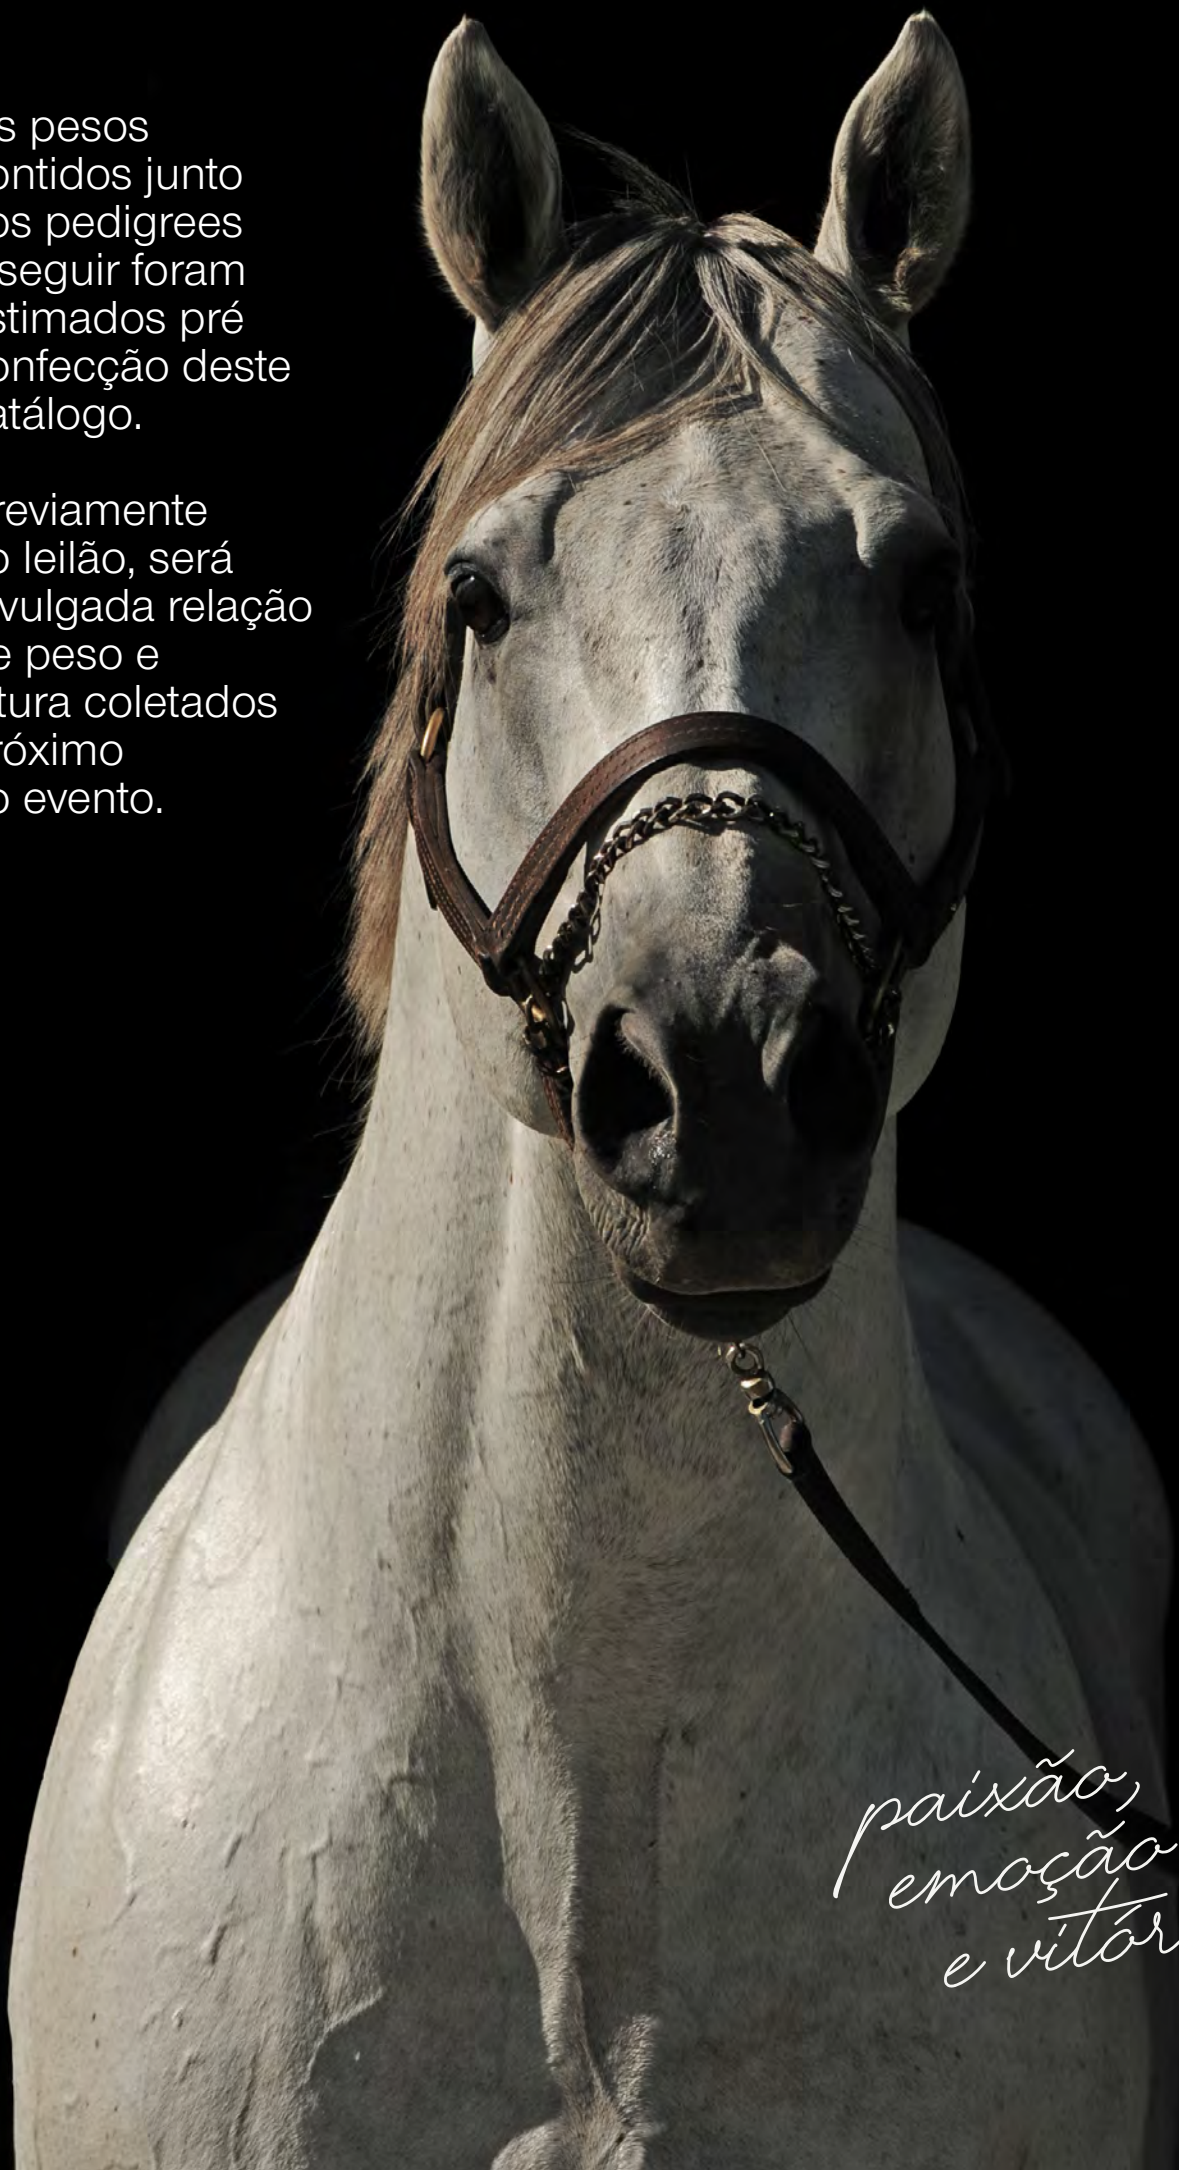 s pesos
ontidos junto
os pedigrees
seguir foram
stimados pré
onfecção deste
atálogo.
reviamente
o leilão, será
vulgada relação
e peso e
tura coletados
róximo
o evento.
paixão,
emoção
e vitór